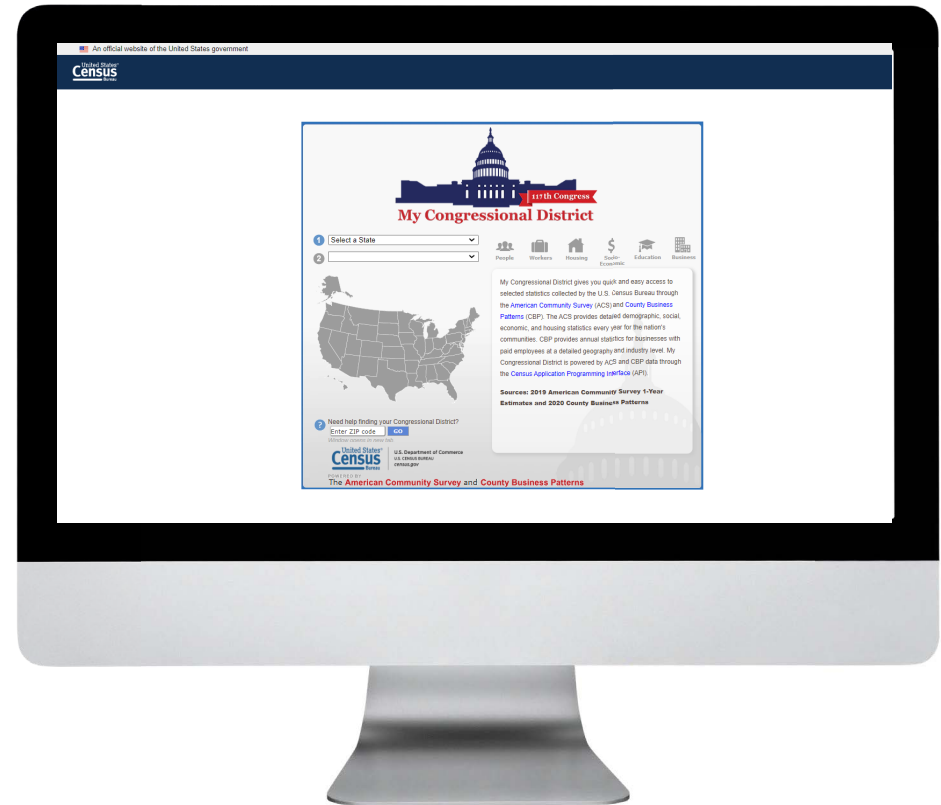 An official website of the United States government
United States®
Census
Bureau
117th Congress
My Congressional District
1 Select a State
2
People Workers Housing Socio-Economic Education Business
My Congressional District gives you quick and easy access to
selected statistics collected by the U.S. Census Bureau through
the American Community Survey (ACS) and County Business
Patterns (CBP). The ACS provides detailed demographic, social,
economic, and housing statistics every year for the nation's
communities. CBP provides annual statistics for businesses with
paid employees at a detailed geography and industry level. My
Congressional District is powered by ACS and CBP data through
the Census Application Programming Interface (API).
Sources: 2019 American Community Survey 1-Year
Estimates and 2020 County Business Patterns
? Need help finding your Congressional District?
Enter ZIP code GO
Window opens in new tab
United States®
Census
Bureau
U.S. Department of Commerce
U.S. CENSUS BUREAU
census.gov
POWERED BY
The American Community Survey and County Business Patterns